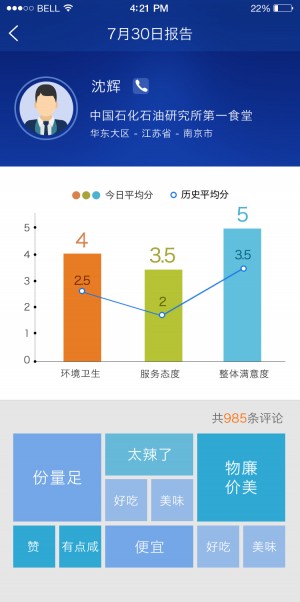 BELL 4:21 PM 22%
7月30日报告
沈辉
中国石化石油研究所第一食堂
华东大区 - 江苏省 - 南京市
今日平均分 历史平均分
5
4
3
2
1
0
4
2.5
3.5
2
5
3.5
环境卫生 服务态度 整体满意度
共985条评论
份量足
太辣了
好吃 美味
物廉
价美
赞 有点咸 便宜 好吃 美味